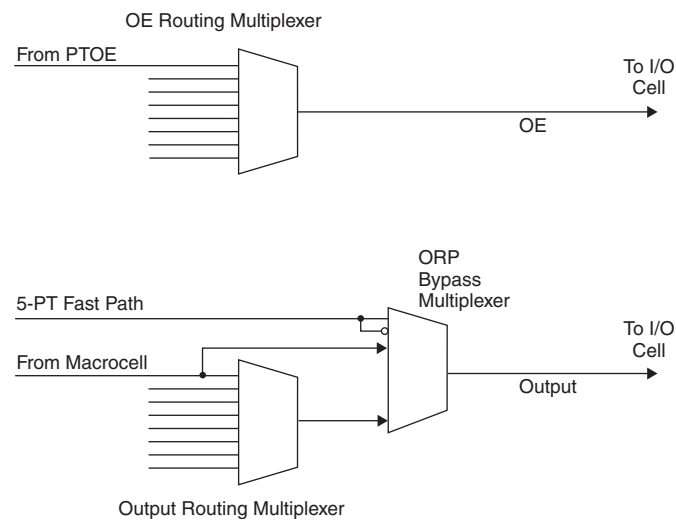 OE Routing Multiplexer
From PTOE
To I/O
Cell
OE
ORP
Bypass
Multiplexer
5-PT Fast Path
To I/O
Cell
From Macrocell
Output
Output Routing Multiplexer